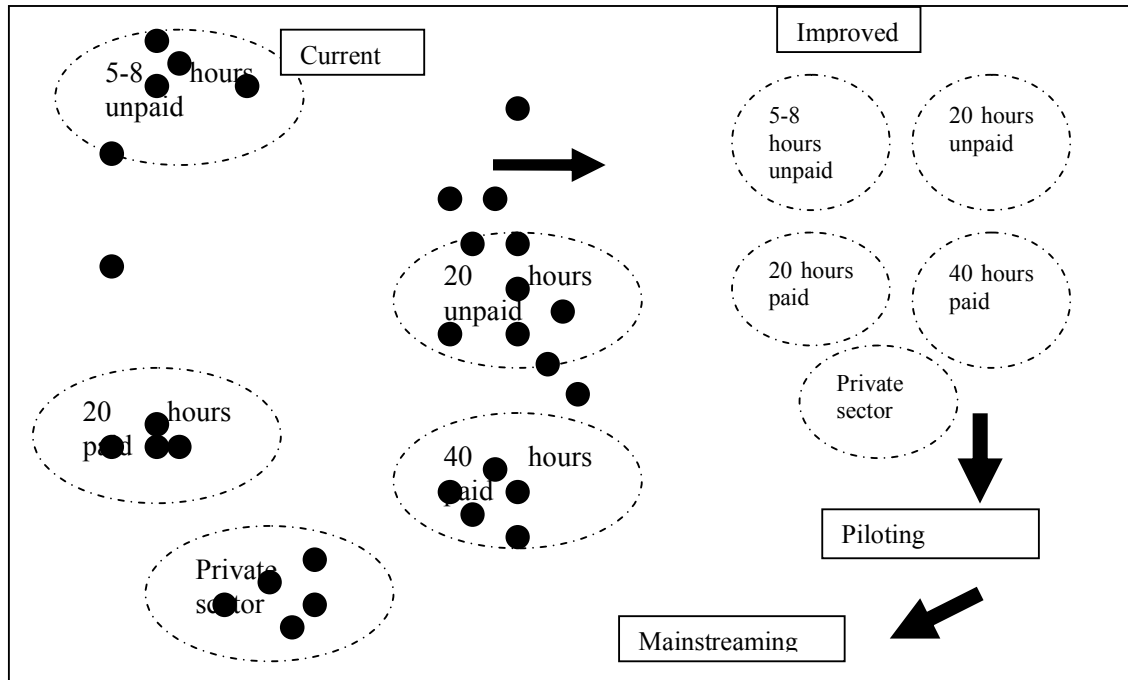 Current
5-8 hours
unpaid
20 hours
unpaid
20 hours
paid
40 hours
paid
Private
sector
Improved
5-8
hours
unpaid
20 hours
unpaid
20 hours
paid
40 hours
paid
Private
sector
Piloting
Mainstreaming